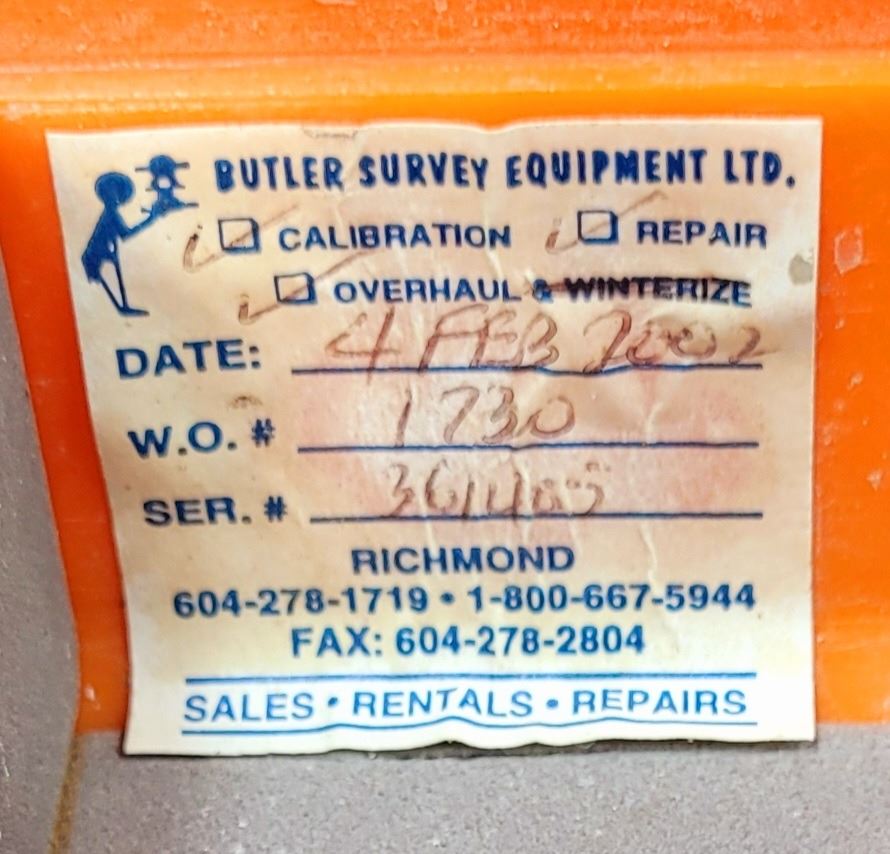 BUTLER SURVEY EQUIPMENT LTD.
CALIBRATION REPAIR
OVERHAUL & WINTERIZE
DATE: 4 FEB 2002
W.O. # 1730
SER. # 361405
RICHMOND
604-278-1719 • 1-800-667-5944
FAX: 604-278-2804
SALES • RENTALS • REPAIRS